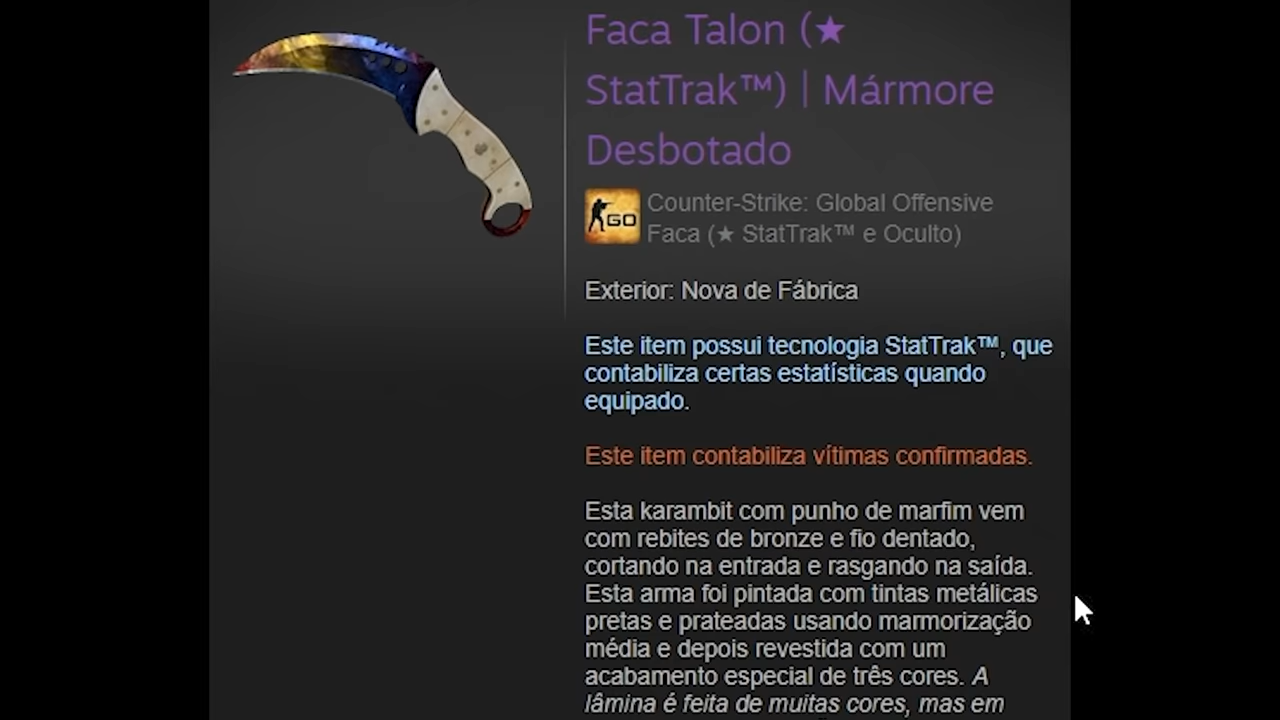 Faca Talon (★
StatTrak™) | Mármore
Desbotado
GO
Counter-Strike: Global Offensive
Faca (★ StatTrak™ e Oculto)
Exterior: Nova de Fábrica
Este item possui tecnologia StatTrak™, que
contabiliza certas estatísticas quando
equipado.
Este item contabiliza vítimas confirmadas.
Esta karambit com punho de marfim vem
com rebites de bronze e fio dentado,
cortando na entrada e rasgando na saída.
Esta arma foi pintada com tintas metálicas
pretas e prateadas usando marmorização
média e depois revestida com um
acabamento especial de três cores. A
lâmina é feita de muitas cores, mas em